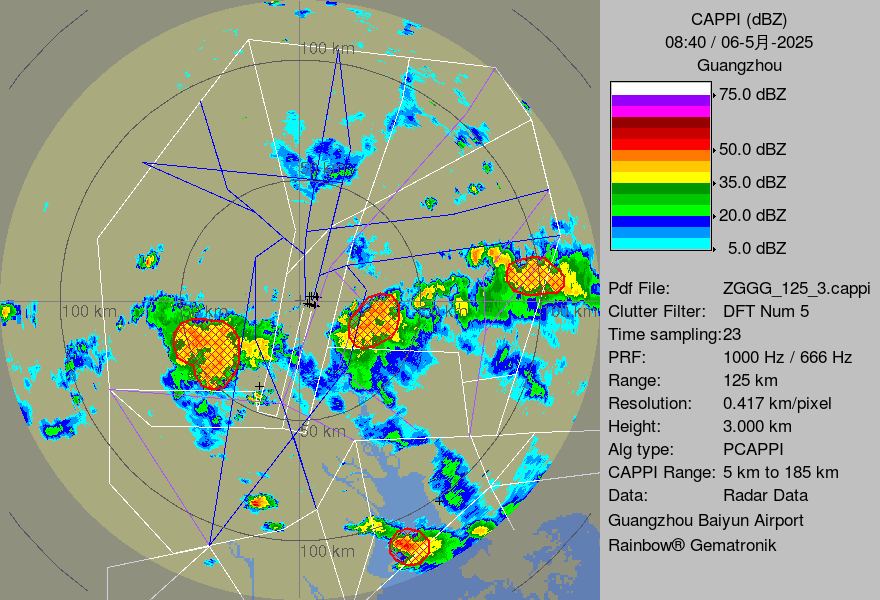 CAPPI (dBZ)
08:40 / 06-5月-2025
Guangzhou
75.0 dBZ
50.0 dBZ
35.0 dBZ
20.0 dBZ
5.0 dBZ
Pdf File: ZGGG_125_3.cappi
Clutter Filter: DFT Num 5
Time sampling:23
PRF: 1000 Hz / 666 Hz
Range: 125 km
Resolution: 0.417 km/pixel
Height: 3.000 km
Alg type: PCAPPI
CAPPI Range: 5 km to 185 km
Data: Radar Data
Guangzhou Baiyun Airport
Rainbow® Gematronik
100 km
50 km
100 km
50 km
100 km